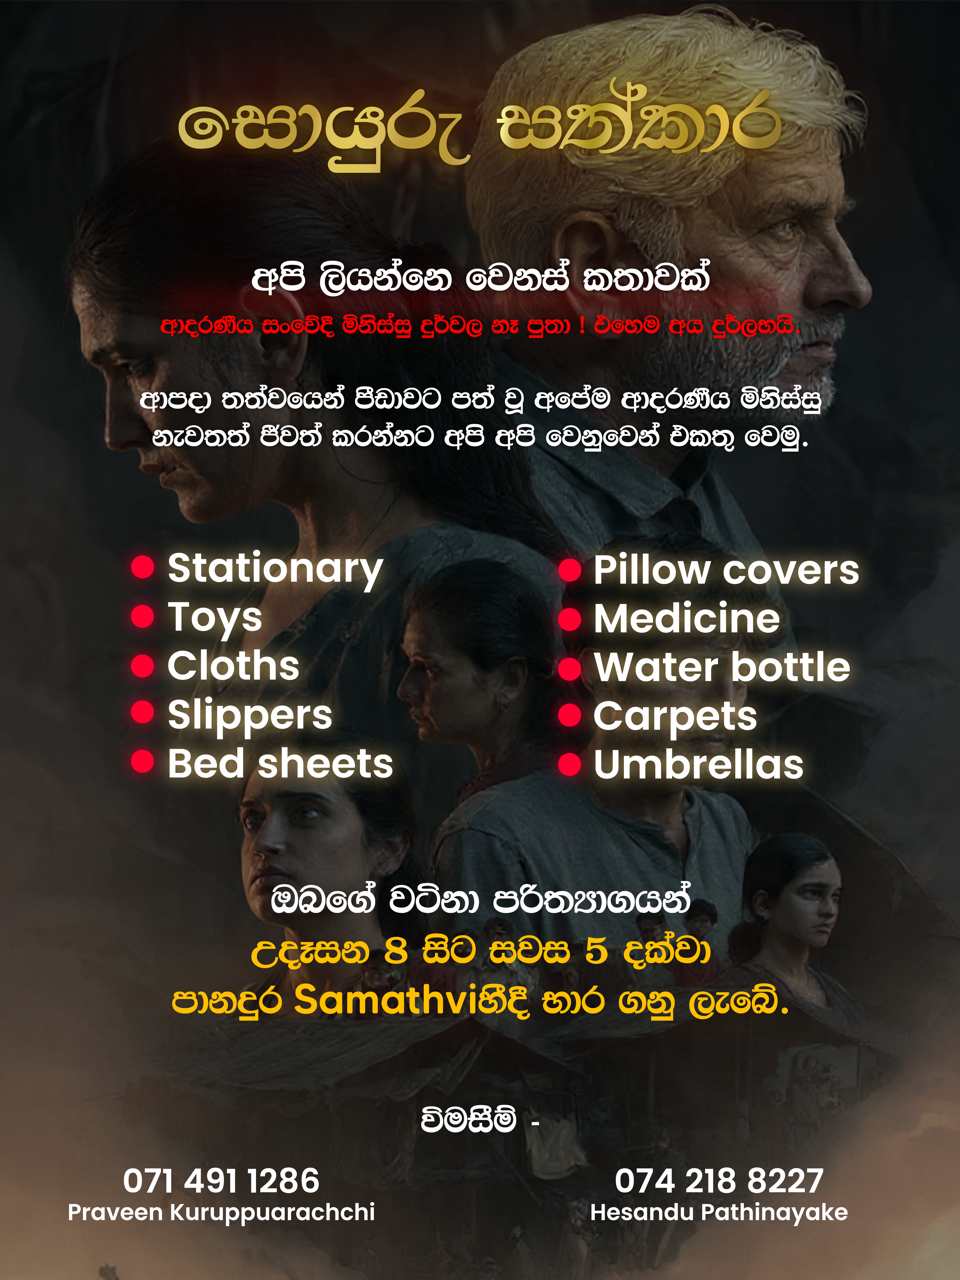 සොයුරු සත්කාර
අපි ලියන්නෙ වෙනස් කතාවක්
ආදරණීය සංවේදී මිනිස්සු දුර්වල නෑ පුතා ! එහෙම අය දුර්ලභයි.
ආපදා තත්වයෙන් පීඩාවට පත් වූ අපේම ආදරණීය මිනිස්සු
නැවතත් ජීවත් කරන්නට අපි අපි වෙනුවෙන් එකතු වෙමු.
Stationary
Toys
Cloths
Slippers
Bed sheets
Pillow covers
Medicine
Water bottle
Carpets
Umbrellas
ඔබගේ වටිනා පරිත්‍යාගයන්
උදෑසන 8 සිට සවස 5 දක්වා
පානදුර Samathviහීදී භාර ගනු ලැබේ.
විමසීම් -
071 491 1286
Praveen Kuruppuarachchi
074 218 8227
Hesandu Pathinayake